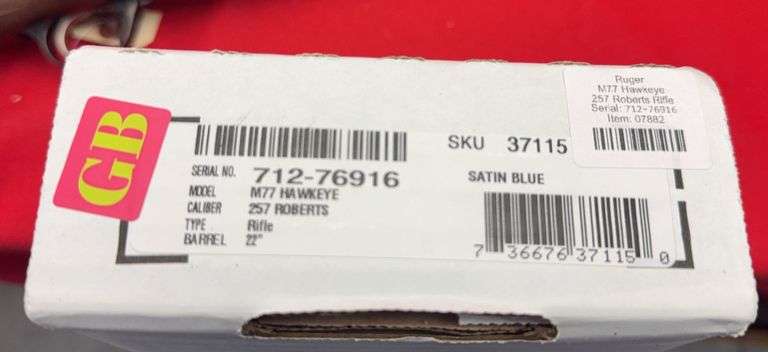 GB
SERIAL NO. 712-76916
MODEL M77 HAWKEYE
CALIBER 257 ROBERTS
TYPE Rifle
BARREL 22"
SKU 37115
SATIN BLUE
7 36676 37115 0
Ruger
M77 Hawkeye
257 Roberts Rifle
Serial: 712-76916
Item: 07882